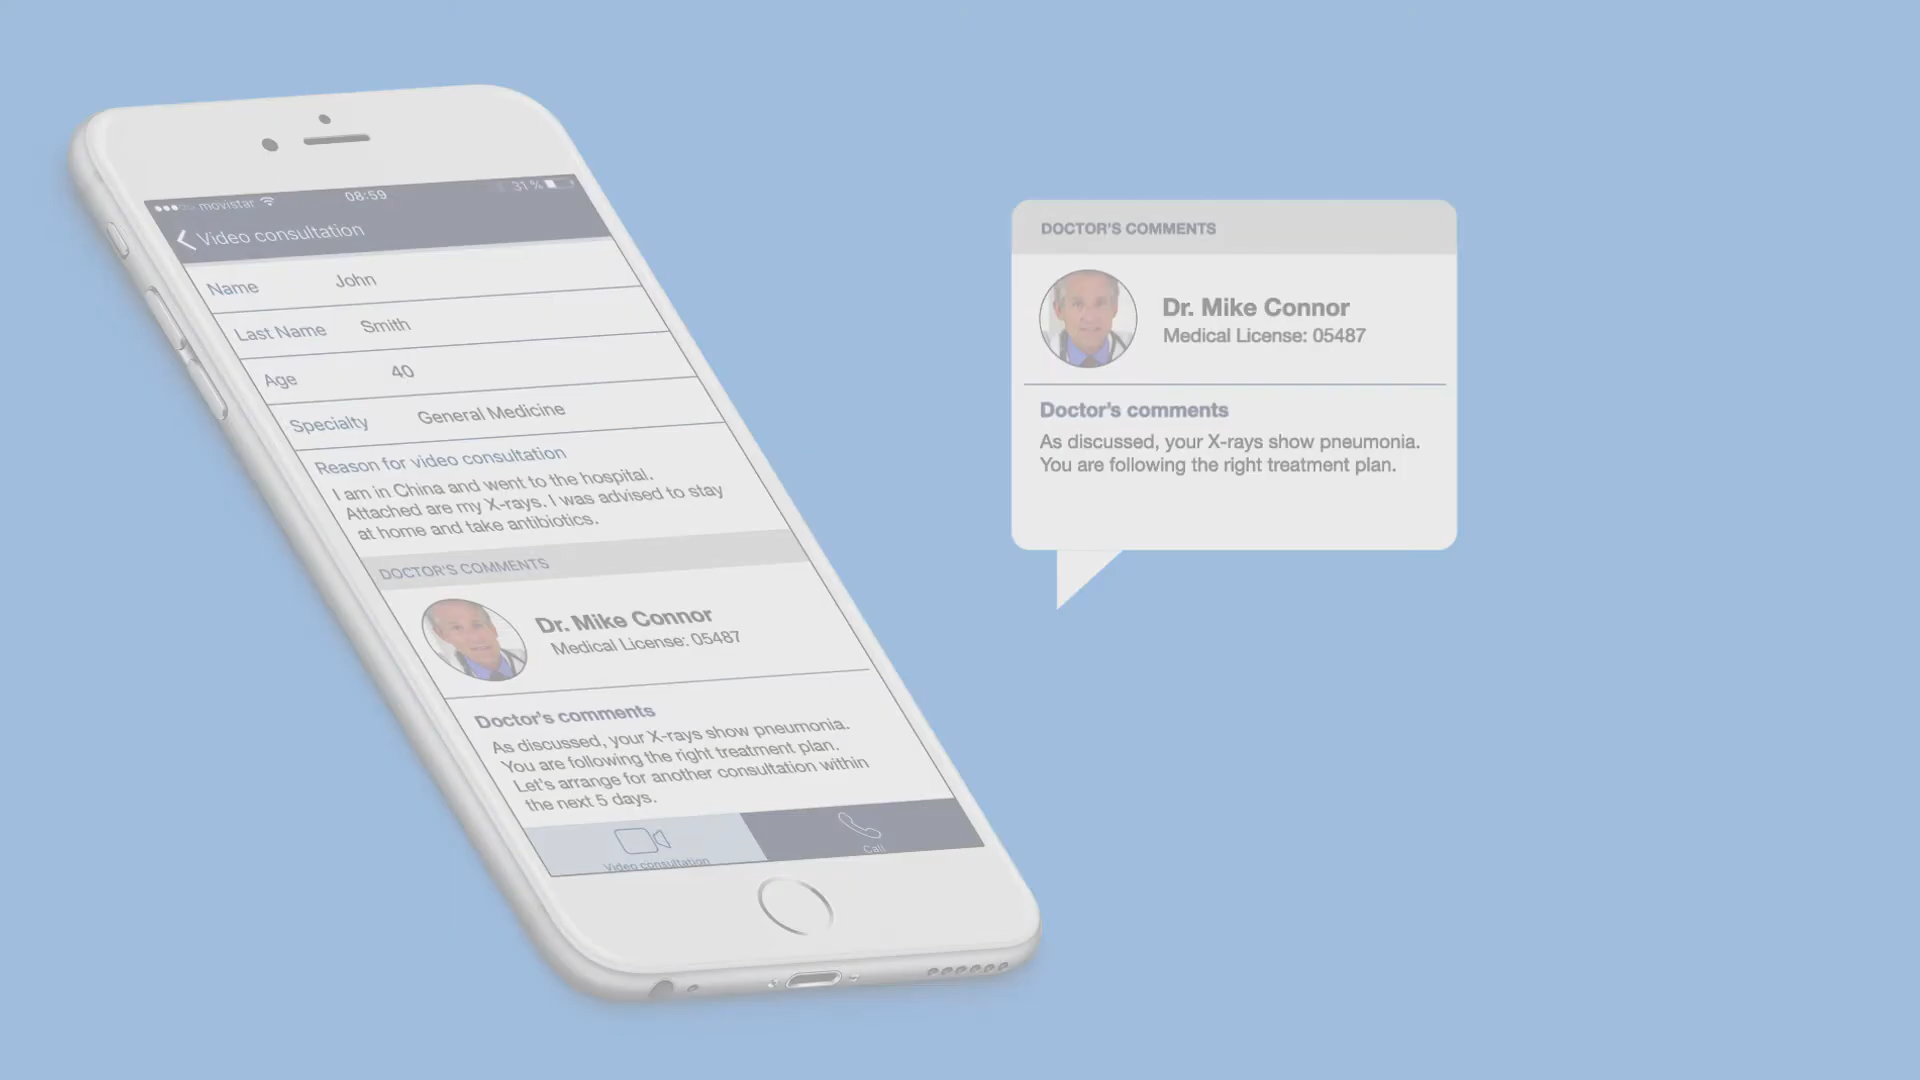 movistar 08:59 31 %
Video consultation
Name John
Last Name Smith
Age 40
Specialty General Medicine
Reason for video consultation
I am in China and went to the hospital.
Attached are my X-rays. I was advised to stay
at home and take antibiotics.
DOCTOR'S COMMENTS
Dr. Mike Connor
Medical License: 05487
Doctor's comments
As discussed, your X-rays show pneumonia.
You are following the right treatment plan.
Let's arrange for another consultation within
the next 5 days.
Video consultation
Call
DOCTOR'S COMMENTS
Dr. Mike Connor
Medical License: 05487
Doctor's comments
As discussed, your X-rays show pneumonia.
You are following the right treatment plan.